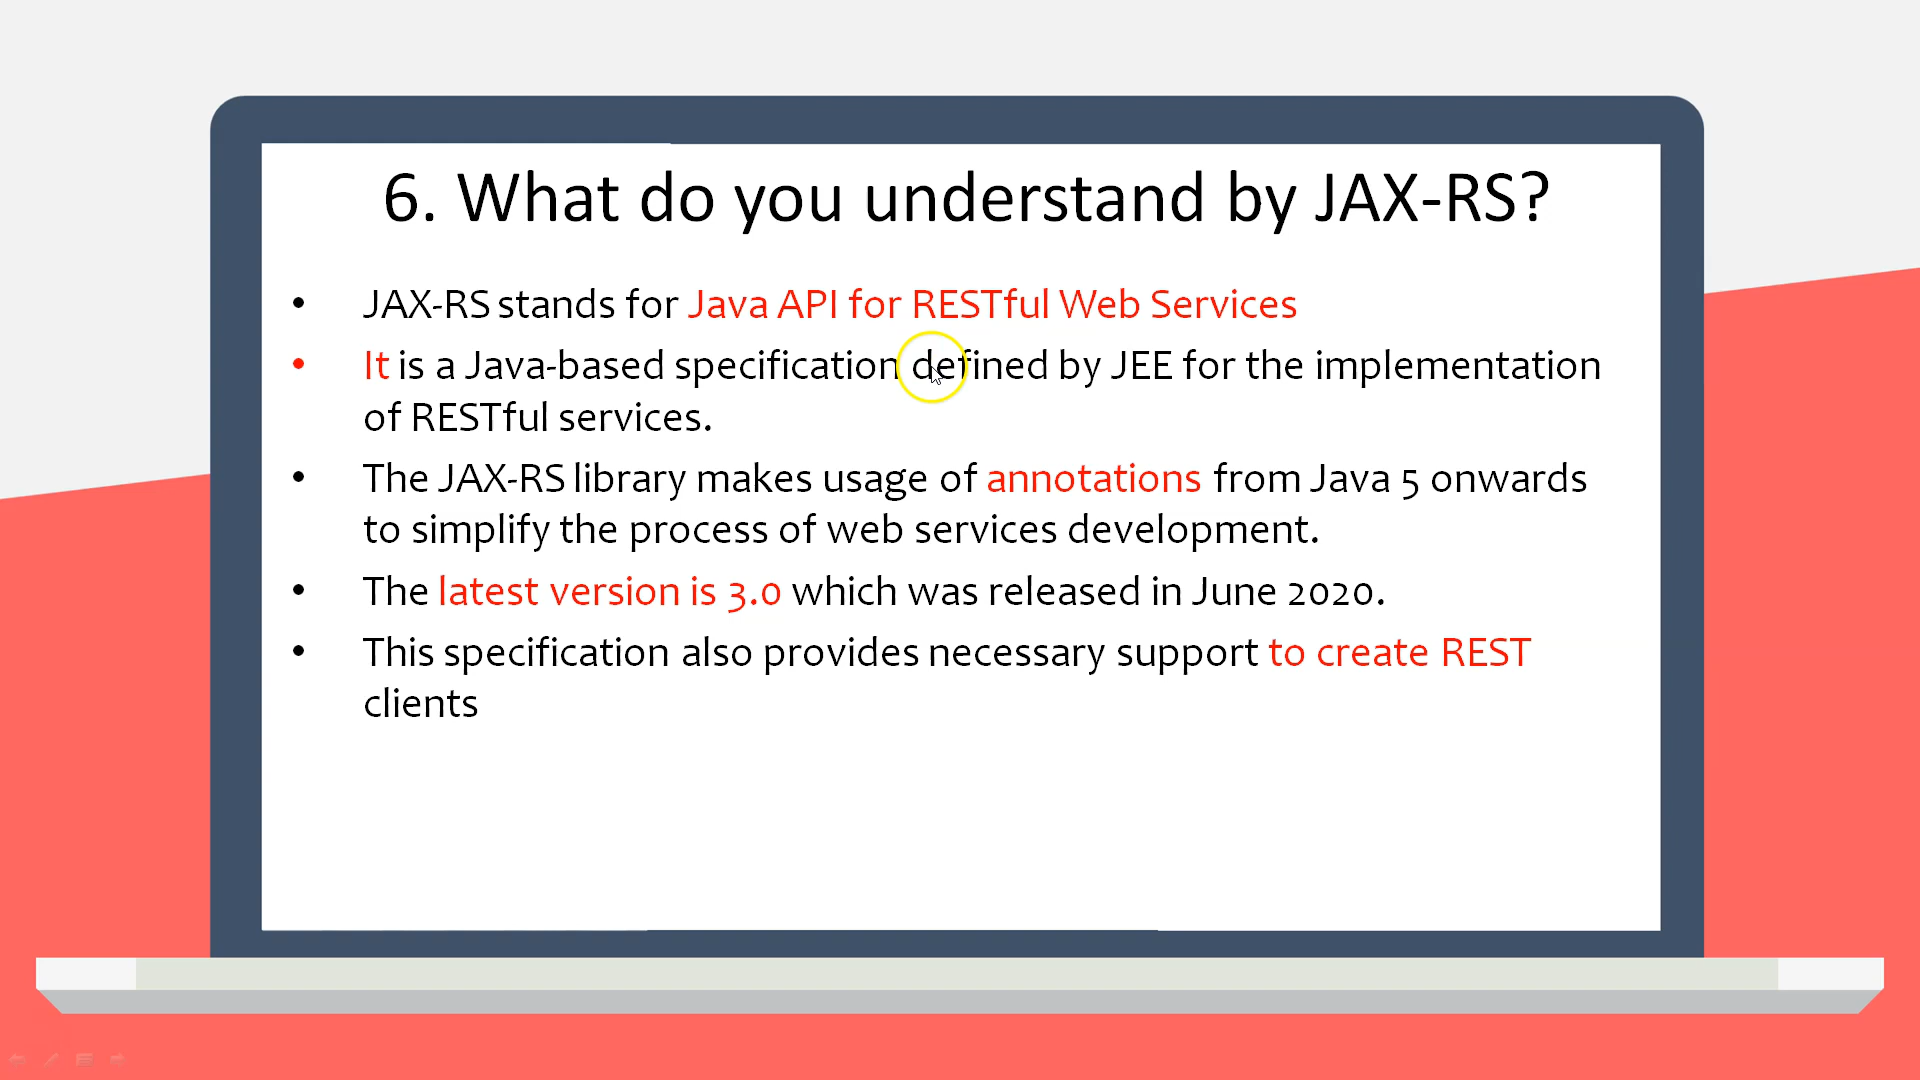 6. What do you understand by JAX-RS?
• JAX-RS stands for Java API for RESTful Web Services
• It is a Java-based specification defined by JEE for the implementation
of RESTful services.
• The JAX-RS library makes usage of annotations from Java 5 onwards
to simplify the process of web services development.
• The latest version is 3.0 which was released in June 2020.
• This specification also provides necessary support to create REST
clients